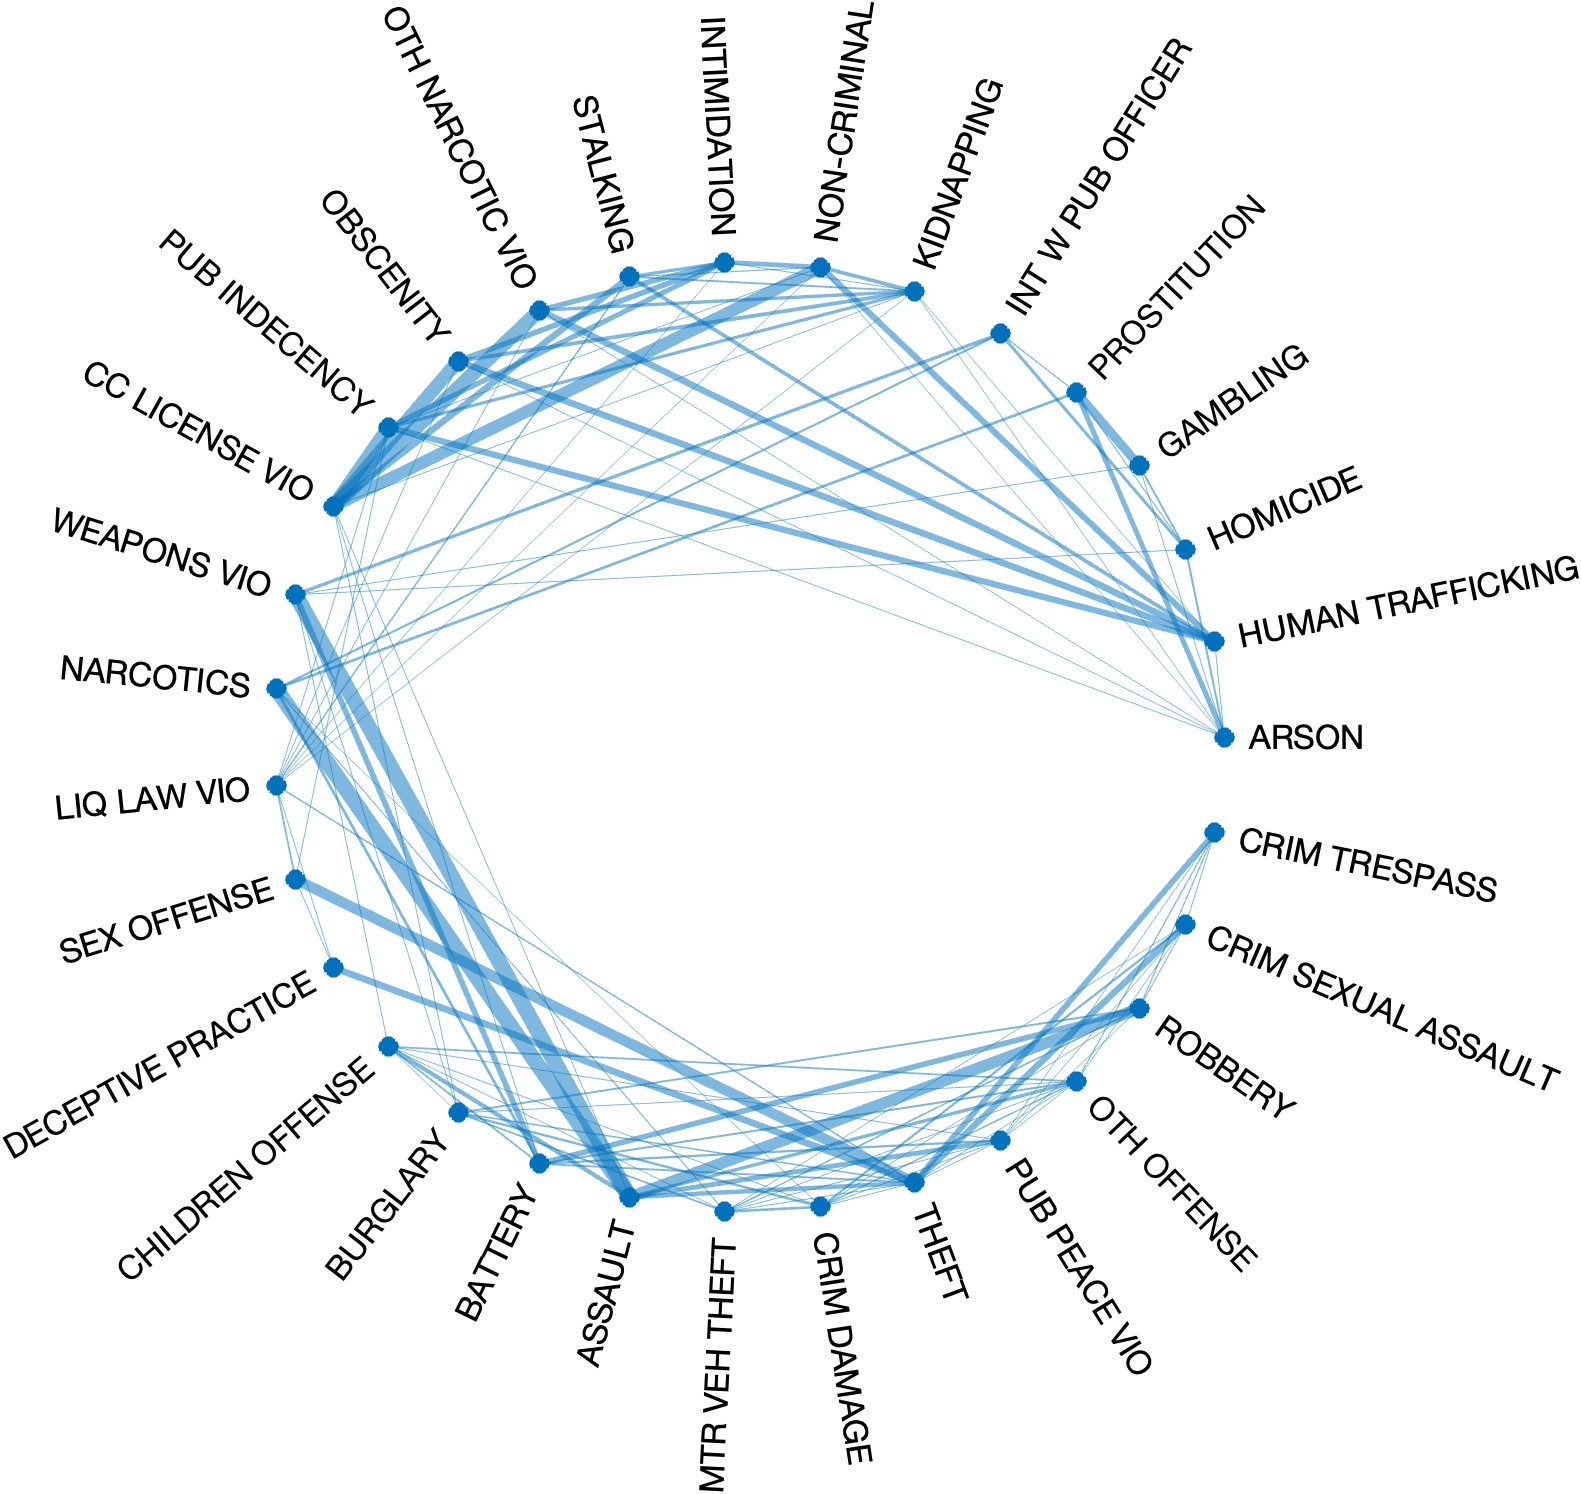 OTH NARCOTIC VIO
STALKING
INTIMIDATION
NON-CRIMINAL
KIDNAPPING
INT W PUB OFFICER
PROSTITUTION
GAMBLING
HOMICIDE
HUMAN TRAFFICKING
ARSON
CRIM TRESPASS
CRIM SEXUAL ASSAULT
ROBBERY
OTH OFFENSE
PUB PEACE VIO
THEFT
CRIM DAMAGE
MTR VEH THEFT
ASSAULT
BATTERY
BURGLARY
CHILDREN OFFENSE
DECEPTIVE PRACTICE
SEX OFFENSE
LIQ LAW VIO
NARCOTICS
WEAPONS VIO
CC LICENSE VIO
PUB INDECENCY
OBSCENITY